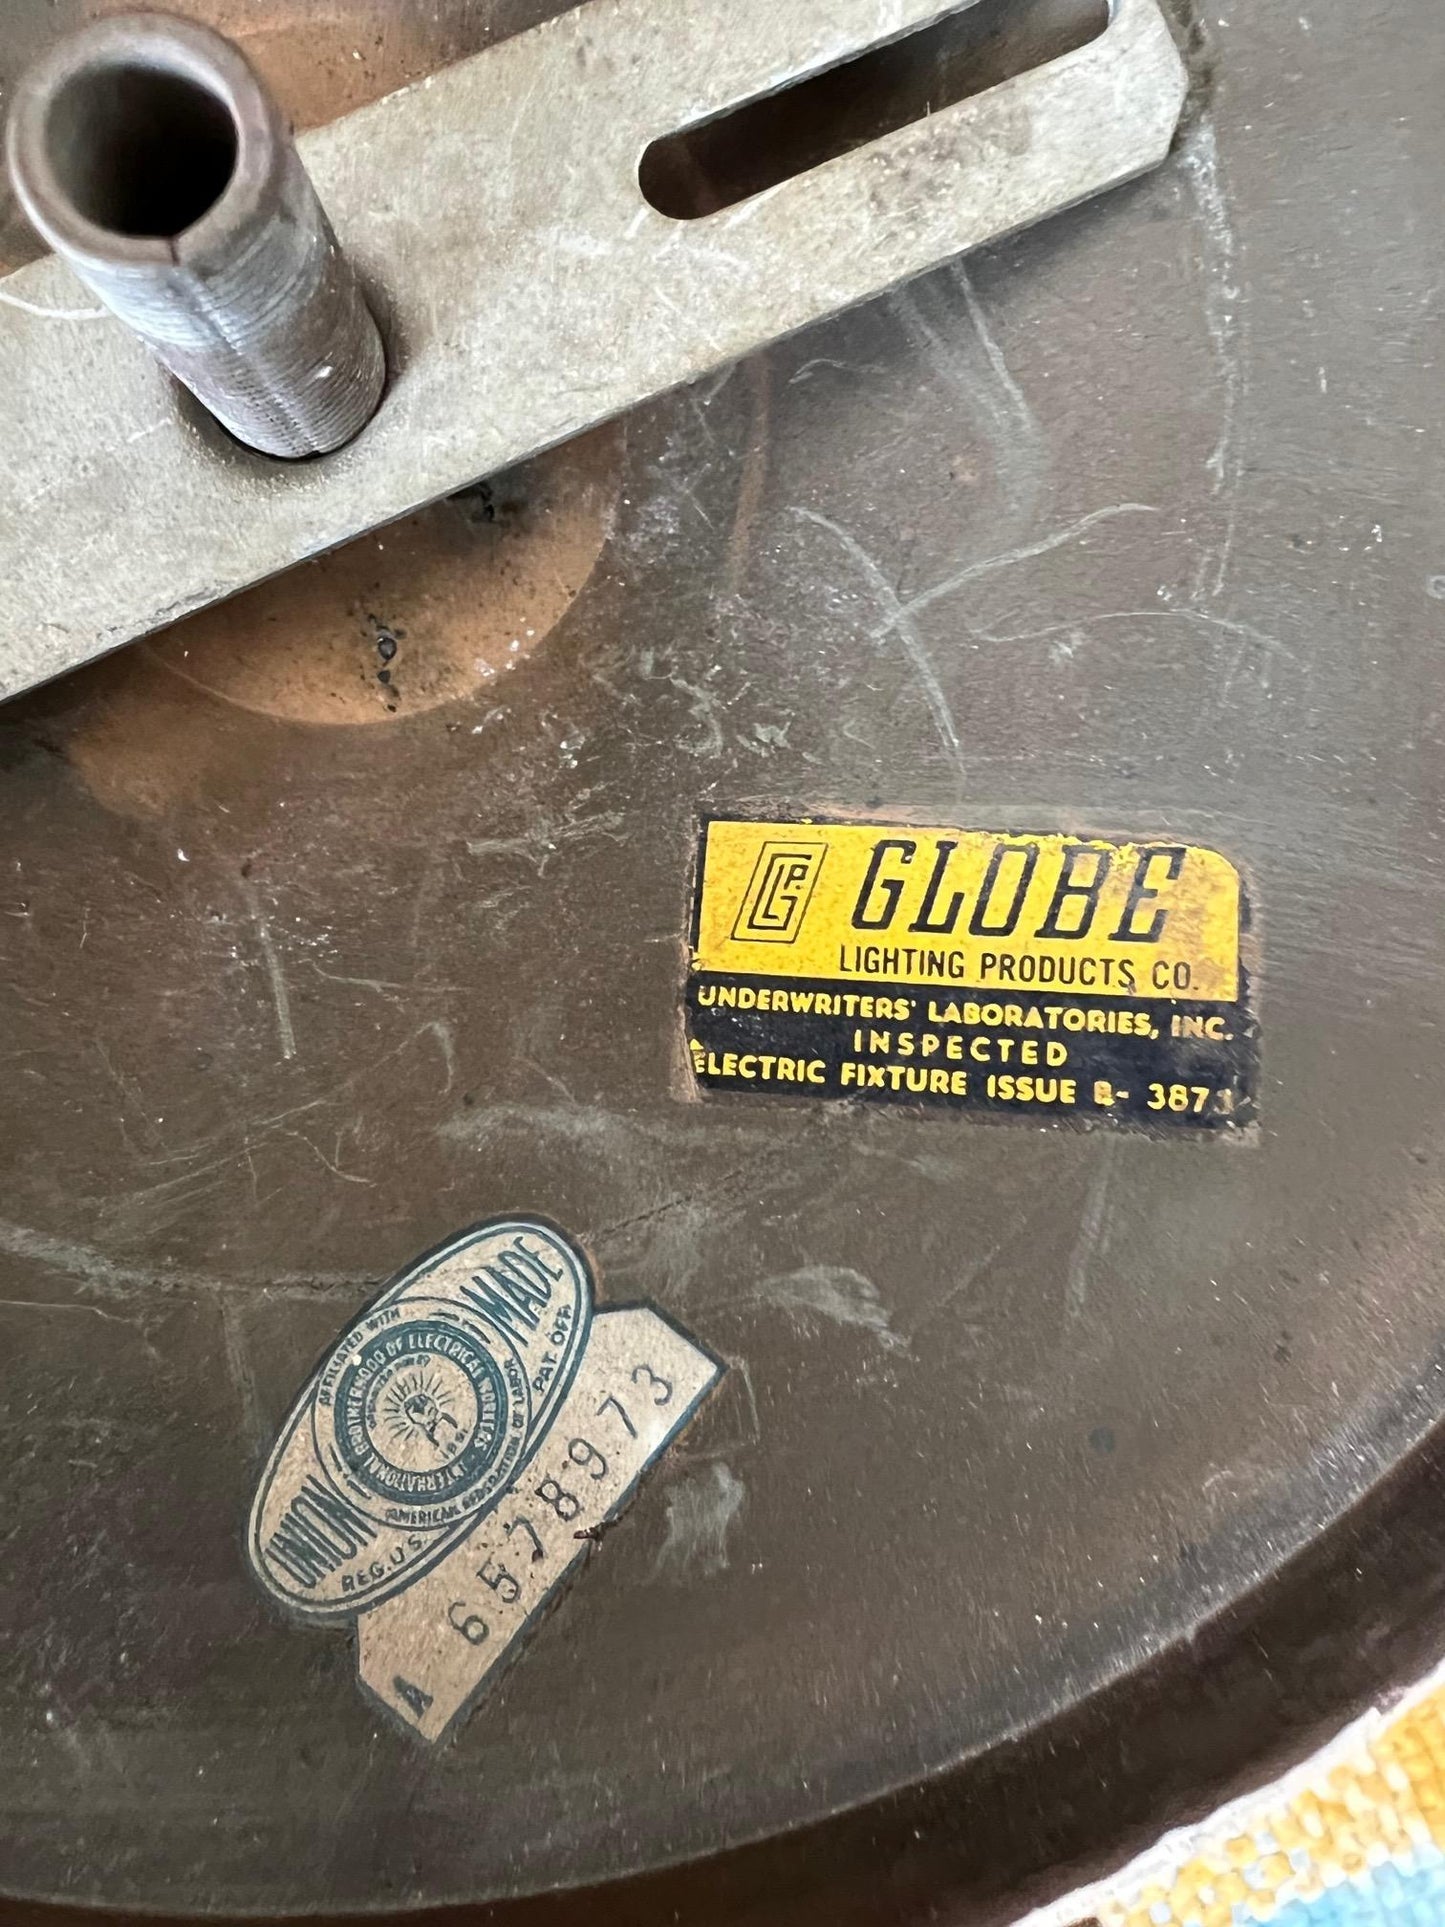 GLP
GLOBE
LIGHTING PRODUCTS CO.
UNDERWRITERS' LABORATORIES, INC.
INSPECTED
ELECTRIC FIXTURE ISSUE 387
UNION MADE
AFFILIATED WITH
INTERNATIONAL BROTHERHOOD OF ELECTRICAL WORKERS
AMERICAN FEDERATION OF LABOR
REG. U.S. PAT. OFF.
A 6578973